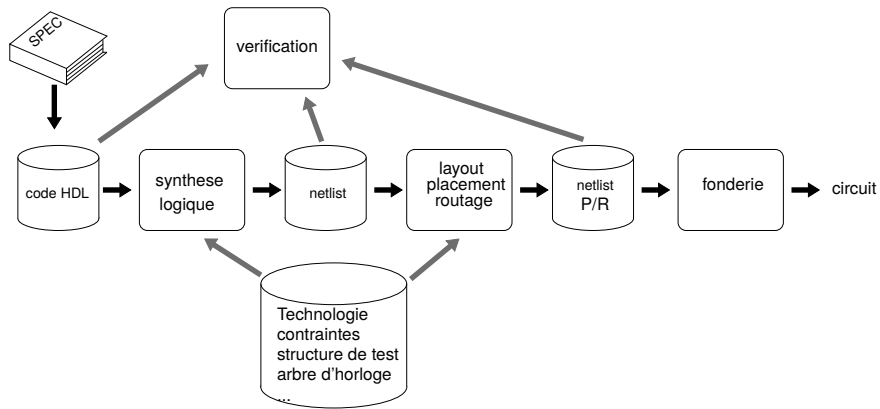 SPEC
verification
code HDL
synthese
logique
netlist
layout
placement
routage
netlist
P/R
fonderie
circuit
Technologie
contraintes
structure de test
arbre d'horloge
...